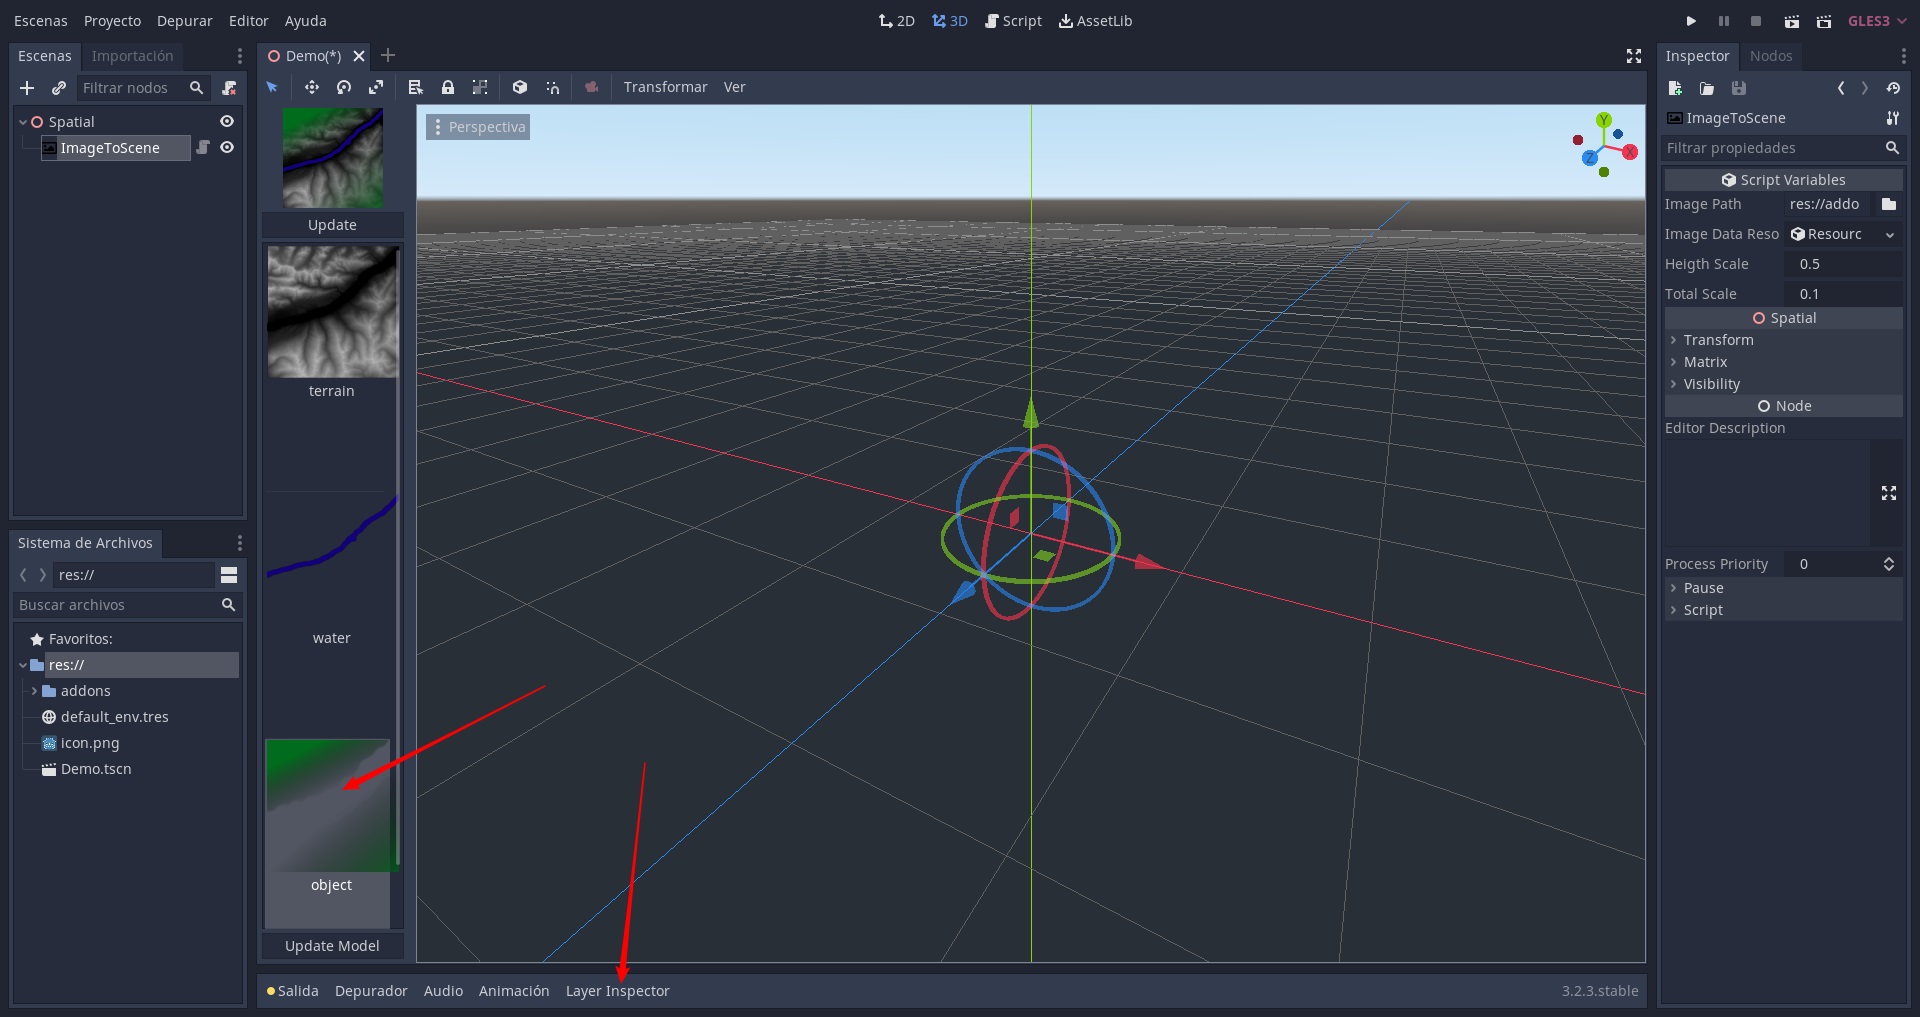 Escenas Proyecto Depurar Editor Ayuda
2D 3D Script AssetLib
GLES3
Escenas Importación
Filtrar nodos
Spatial
ImageToScene
Sistema de Archivos
res://
Buscar archivos
Favoritos:
res://
addons
default_env.tres
icon.png
Demo.tscn
Demo(*)
Transformar Ver
Update
terrain
water
object
Update Model
Perspectiva
Y
X
Z
Salida Depurador Audio Animación Layer Inspector
3.2.3.stable
Inspector Nodos
ImageToScene
Filtrar propiedades
Script Variables
Image Path res://addo
Image Data Reso Resourc
Heigth Scale 0.5
Total Scale 0.1
Spatial
Transform
Matrix
Visibility
Node
Editor Description
Process Priority 0
Pause
Script